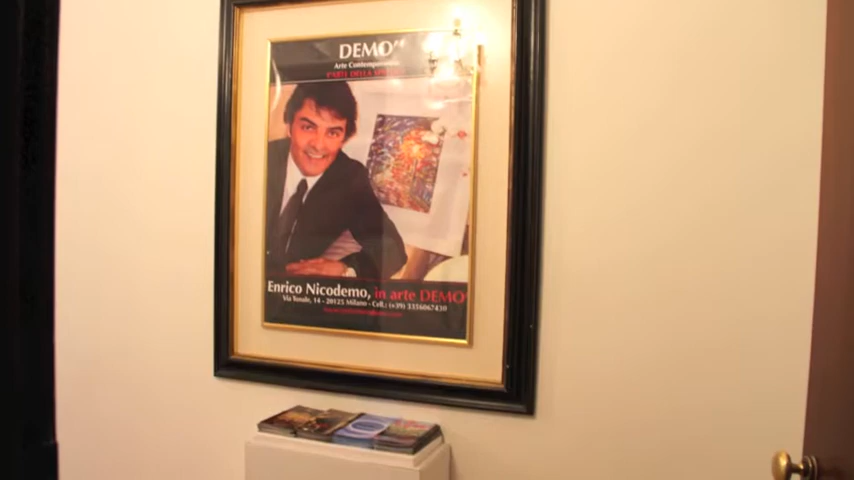 DEMO"
Arte Contemporanea
Enrico Nicodemo, in arte DEMO"
Via Tonale, 14 - 20125 Milano - Cell.: (+39) 3356067430